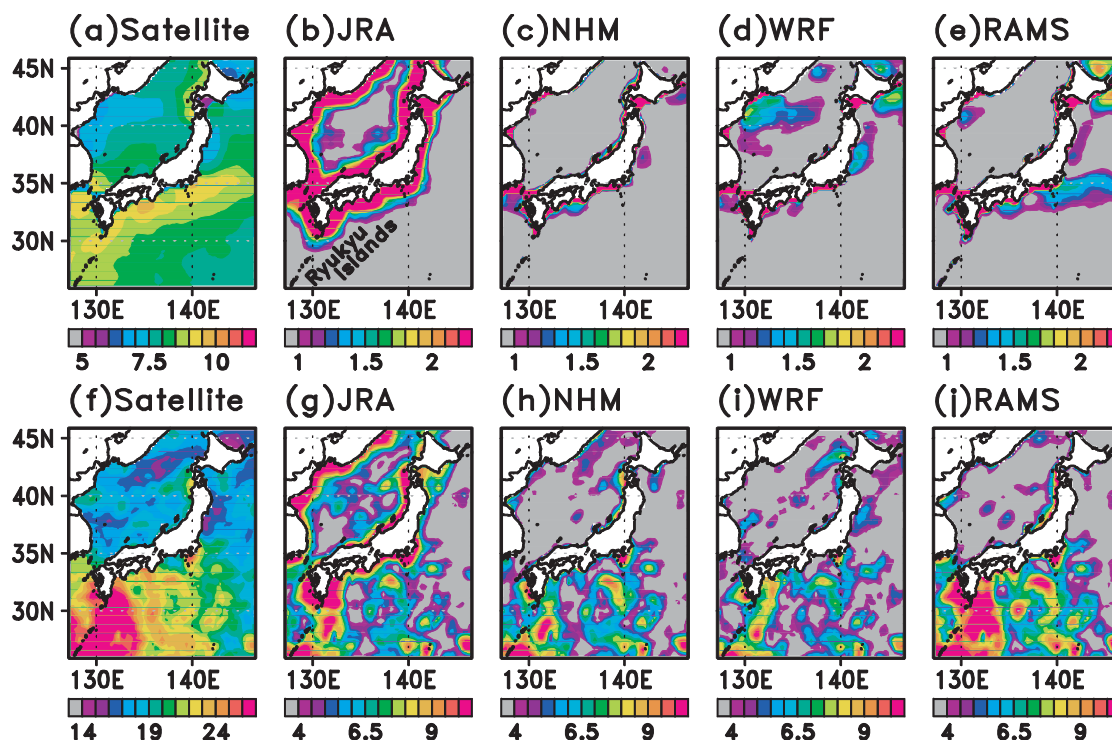 (a)Satellite (b)JRA (c)NHM (d)WRF (e)RAMS
45N
40N
35N
30N
Ryukyu
Islands
130E 140E 130E 140E 130E 140E 130E 140E 130E 140E
5 7.5 10 1 1.5 2 1 1.5 2 1 1.5 2 1 1.5 2
(f)Satellite (g)JRA (h)NHM (i)WRF (j)RAMS
45N
40N
35N
30N
130E 140E 130E 140E 130E 140E 130E 140E 130E 140E
14 19 24 4 6.5 9 4 6.5 9 4 6.5 9 4 6.5 9